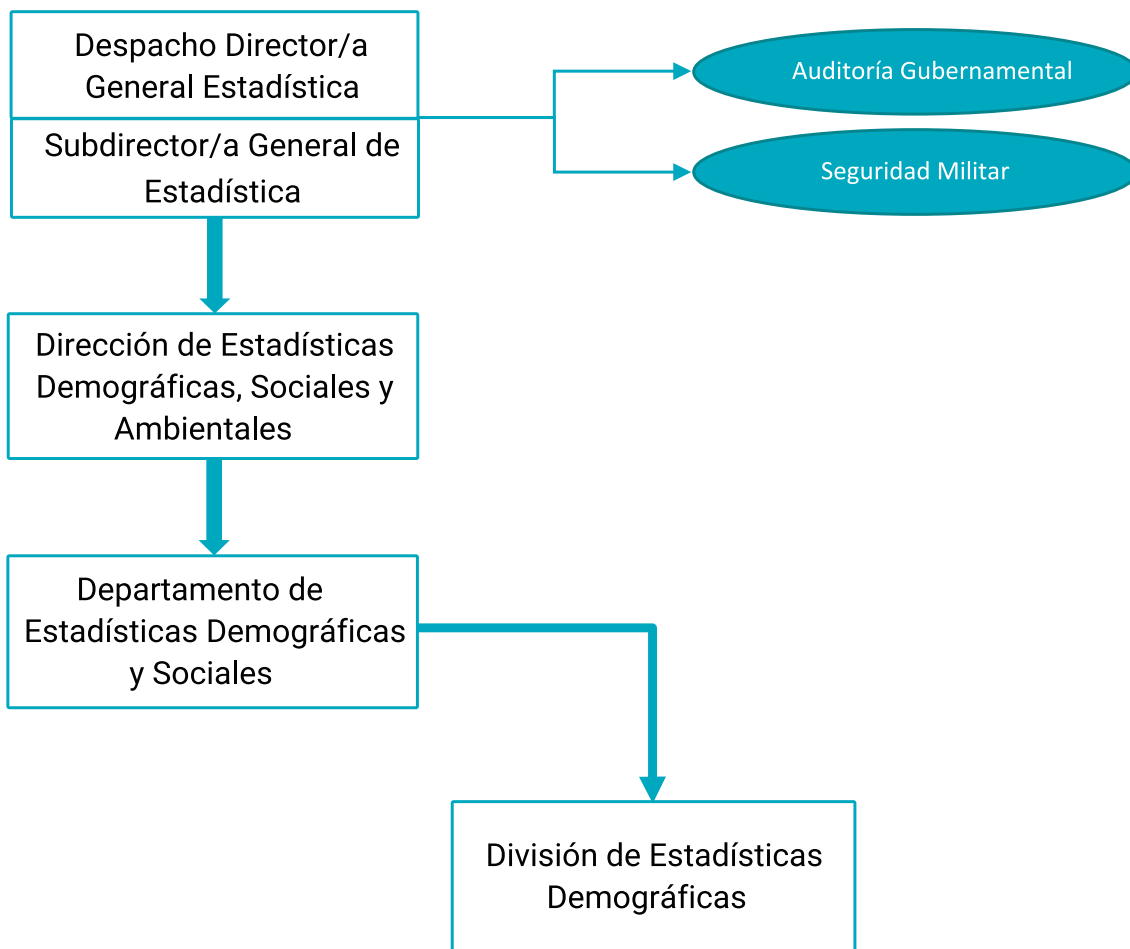 Despacho Director/a
General Estadística
Subdirector/a General de
Estadística
Auditoría Gubernamental
Seguridad Militar
Dirección de Estadísticas
Demográficas, Sociales y
Ambientales
Departamento de
Estadísticas Demográficas
y Sociales
División de Estadísticas
Demográficas